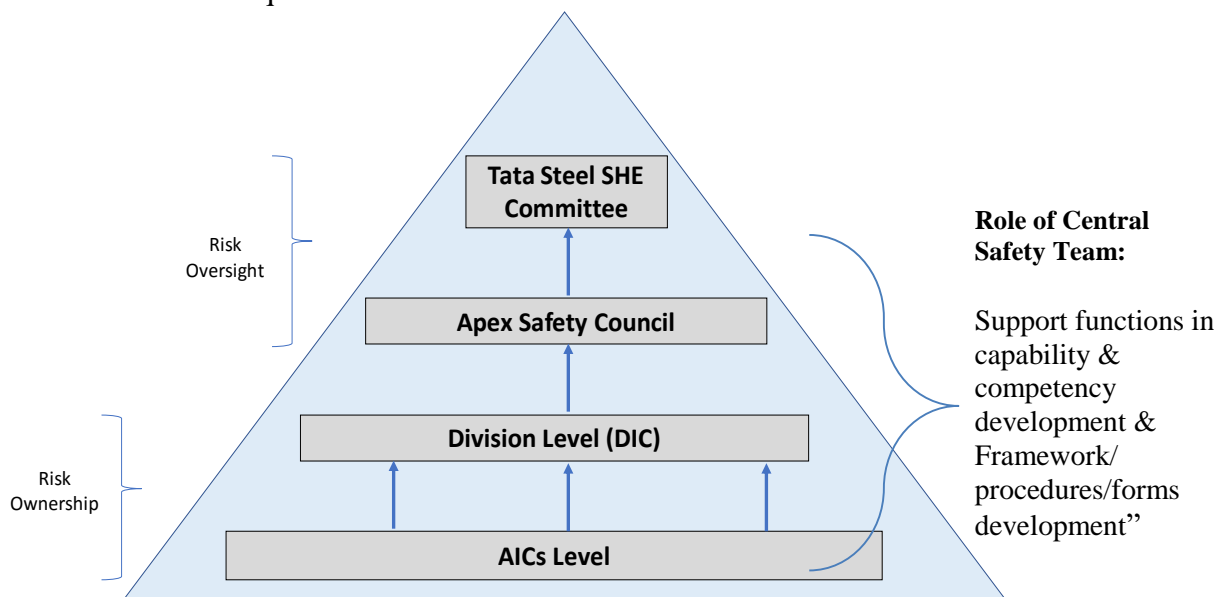 Tata Steel SHE
Committee
Risk
Oversight
Apex Safety Council
Division Level (DIC)
Risk
Ownership
AICs Level
Role of Central
Safety Team:
Support functions in
capability &
competency
development &
Framework/
procedures/forms
development”